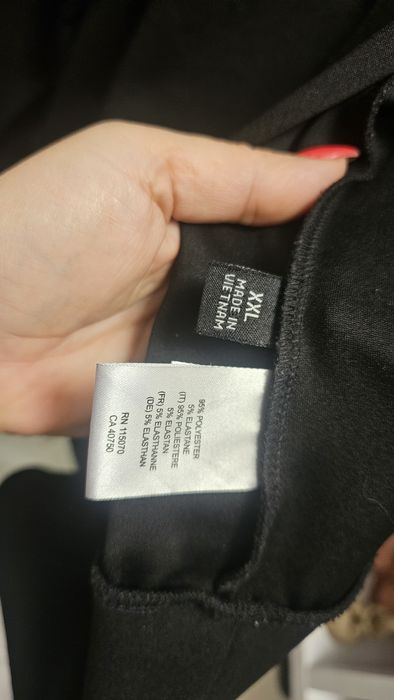 XXL
MADE IN
VIETNAM
95% POLYESTER
5% ELASTANE
(IT) 95% POLIESTERE
5% ELASTAN
(FR) 5% ELASTHANNE
(DE) 5% ELASTHAN
RN 115070
CA 40750